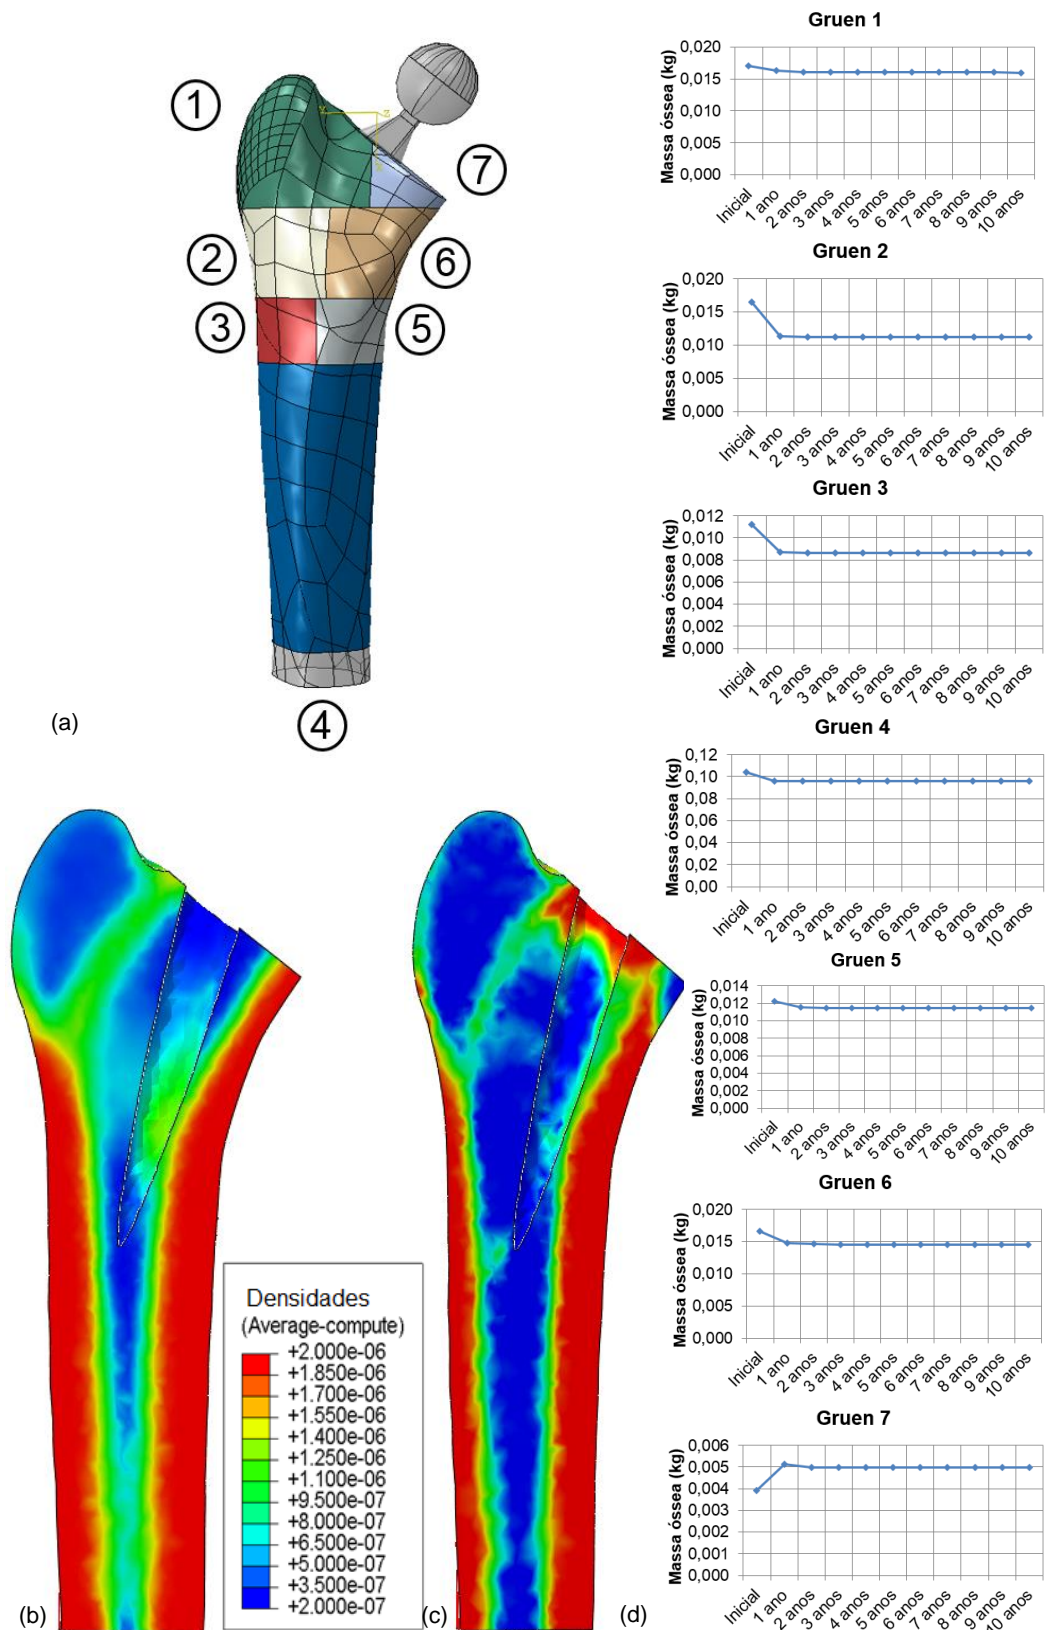 1
7
2
6
3
5
4
(a)
Densidades
(Average-compute)
+2.000e-06
+1.850e-06
+1.700e-06
+1.550e-06
+1.400e-06
+1.250e-06
+1.100e-06
+9.500e-07
+8.000e-07
+6.500e-07
+5.000e-07
+3.500e-07
+2.000e-07
(b)
(c)
(d)
Gruen 1
Massa óssea (kg)
0,020
0,015
0,010
0,005
0,000
Inicial
1 ano
2 anos
3 anos
4 anos
5 anos
6 anos
7 anos
8 anos
9 anos
10 anos
Gruen 2
Massa óssea (kg)
0,020
0,015
0,010
0,005
0,000
Inicial
1 ano
2 anos
3 anos
4 anos
5 anos
6 anos
7 anos
8 anos
9 anos
10 anos
Gruen 3
Massa óssea (kg)
0,012
0,010
0,008
0,006
0,004
0,002
0,000
Inicial
1 ano
2 anos
3 anos
4 anos
5 anos
6 anos
7 anos
8 anos
9 anos
10 anos
Gruen 4
Massa óssea (kg)
0,12
0,10
0,08
0,06
0,04
0,02
0,00
Inicial
1 ano
2 anos
3 anos
4 anos
5 anos
6 anos
7 anos
8 anos
9 anos
10 anos
Gruen 5
Massa óssea (kg)
0,014
0,012
0,010
0,008
0,006
0,004
0,002
0,000
Inicial
1 ano
2 anos
3 anos
4 anos
5 anos
6 anos
7 anos
8 anos
9 anos
10 anos
Gruen 6
Massa óssea (kg)
0,020
0,015
0,010
0,005
0,000
Inicial
1 ano
2 anos
3 anos
4 anos
5 anos
6 anos
7 anos
8 anos
9 anos
10 anos
Gruen 7
Massa óssea (kg)
0,006
0,005
0,004
0,003
0,002
0,001
0,000
Inicial
1 ano
2 anos
3 anos
4 anos
5 anos
6 anos
7 anos
8 anos
9 anos
10 anos